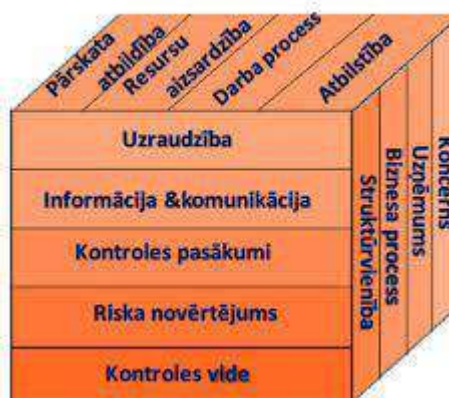 Pārskata
atbildība
Resursu
aizsardzība
Darba process
Atbilstība
Uzraudzība
Informācija &komunikācija
Kontroles pasākumi
Riska novērtējums
Kontroles vide
Struktūrvienība
Biznesa process
Uzņēmums
Koncerns